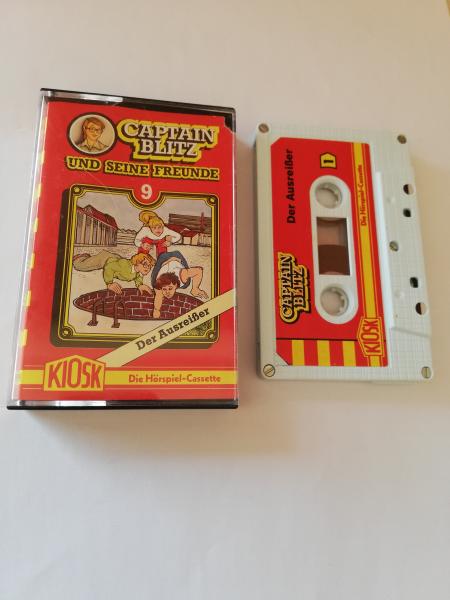 CAPTAIN
BLITZ
UND SEINE FREUNDE
9
Der Ausreißer
KIOSK
Die Hörspiel-Cassette
CAPTAIN
BLITZ
Der Ausreißer
KIOSK
Die Hörspiel-Cassette